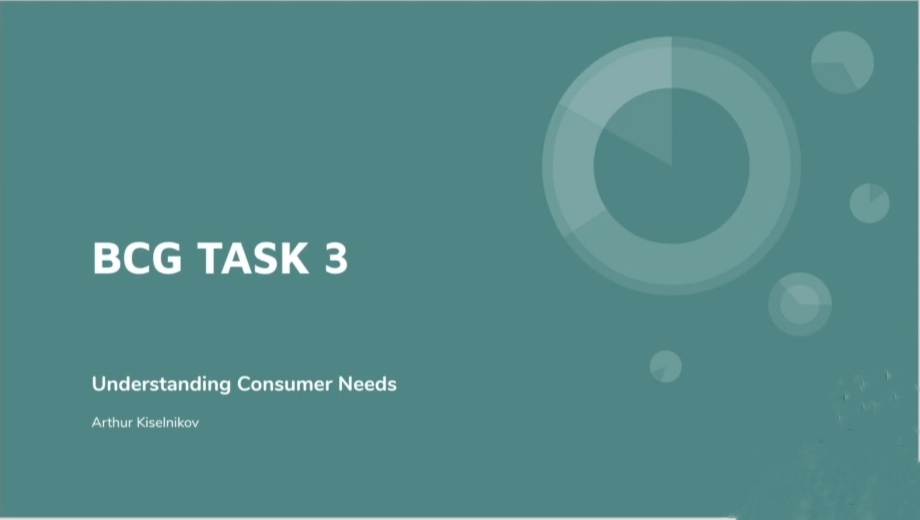 BCG TASK 3
Understanding Consumer Needs
Arthur Kiselnikov